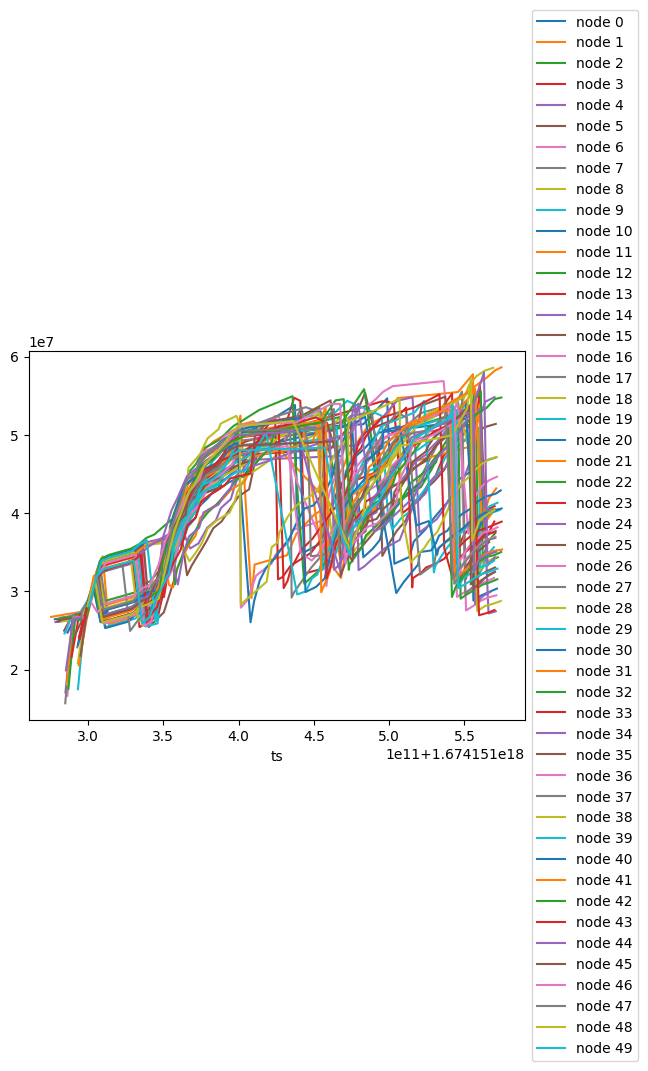 1e7
6
5
4
3
2
3.0 3.5 4.0 4.5 5.0 5.5
ts
1e11+1.674151e18
node 0
node 1
node 2
node 3
node 4
node 5
node 6
node 7
node 8
node 9
node 10
node 11
node 12
node 13
node 14
node 15
node 16
node 17
node 18
node 19
node 20
node 21
node 22
node 23
node 24
node 25
node 26
node 27
node 28
node 29
node 30
node 31
node 32
node 33
node 34
node 35
node 36
node 37
node 38
node 39
node 40
node 41
node 42
node 43
node 44
node 45
node 46
node 47
node 48
node 49